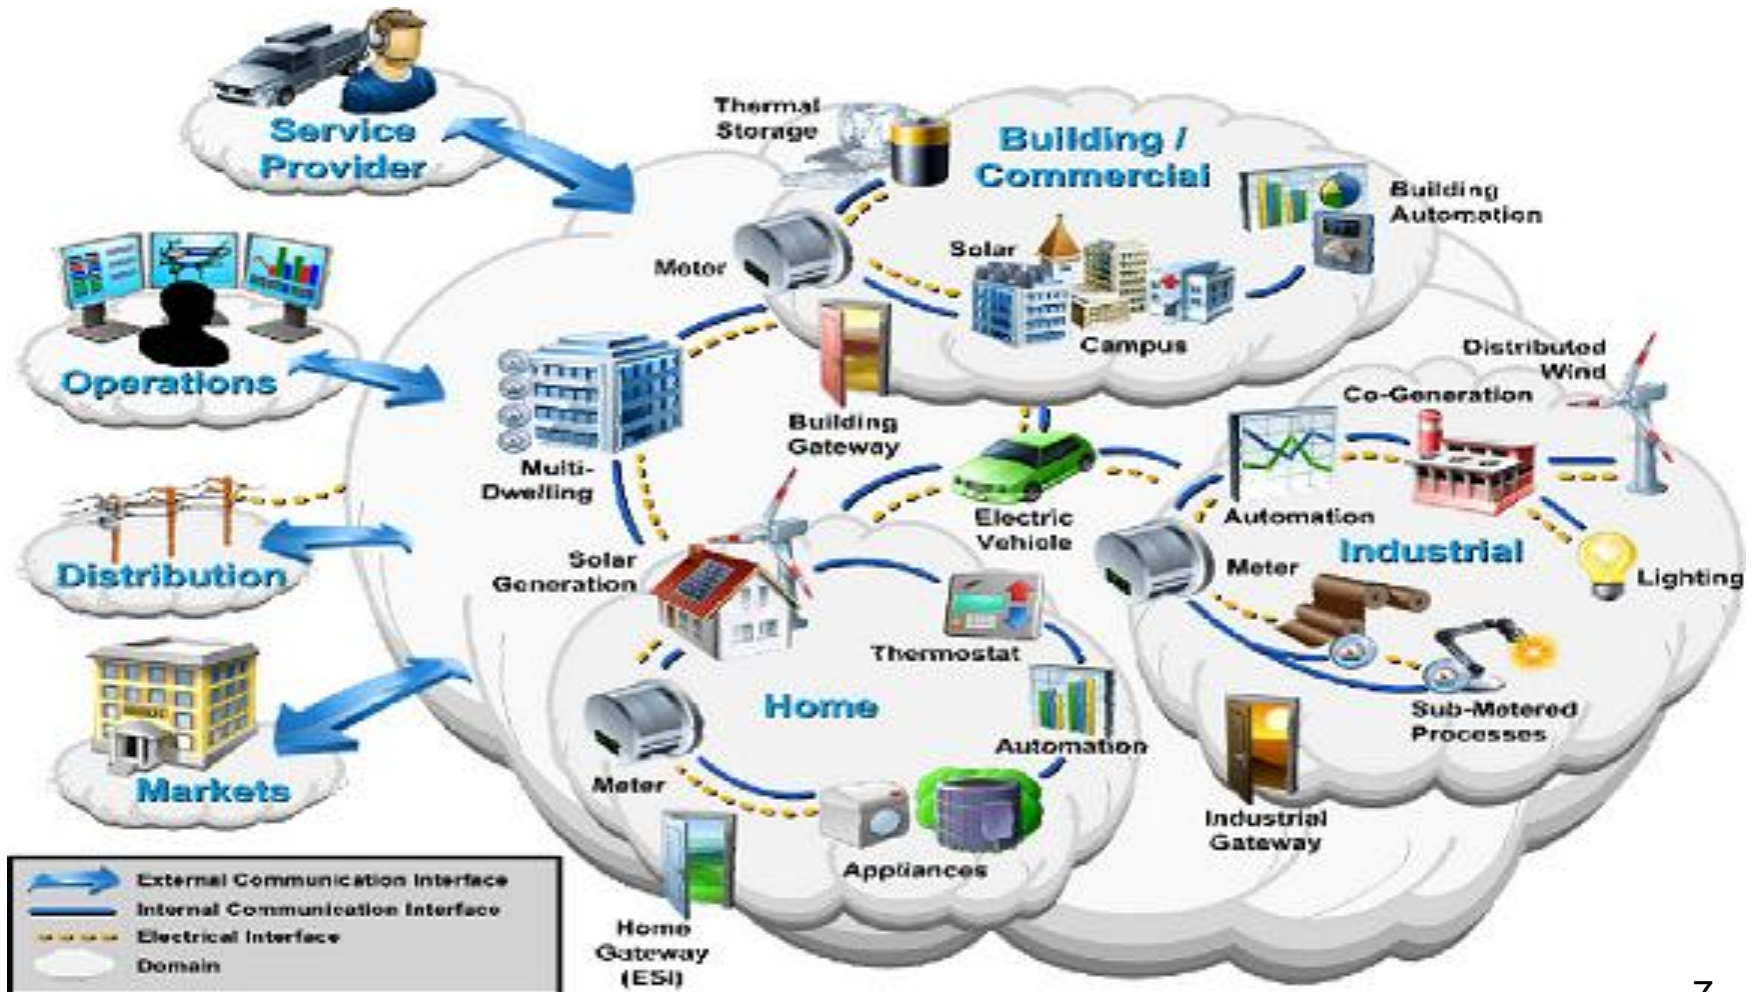 Service
Provider
Thermal
Storage
Building /
Commercial
Building
Automation
Meter
Solar
Campus
Operations
Building
Gateway
Multi-
Dwelling
Distributed
Wind
Co-Generation
Electric
Vehicle
Automation
Industrial
Meter
Lighting
Distribution
Solar
Generation
Thermostat
Sub-Metered
Processes
Home
Automation
Markets
Meter
Industrial
Gateway
Appliances
Home
Gateway
(ESI)
External Communication Interface
Internal Communication Interface
Electrical Interface
Domain
7